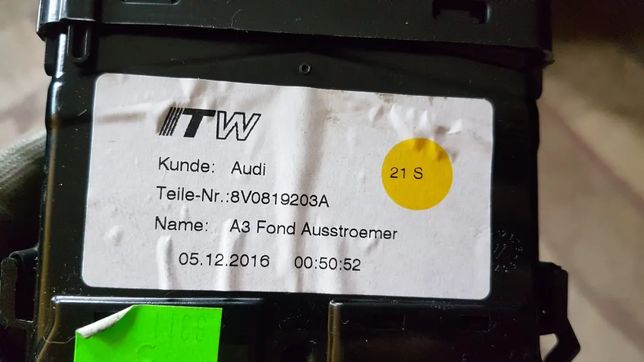 ITW
Kunde: Audi
21 S
Teile-Nr.:8V0819203A
Name: A3 Fond Ausstroemer
05.12.2016 00:50:52